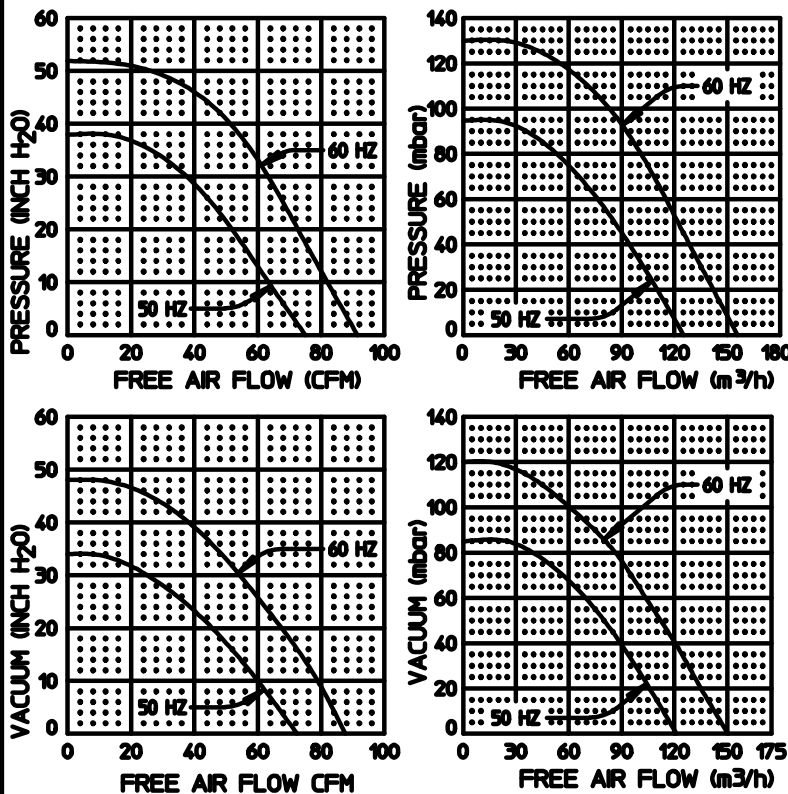 60
50
40
30
20
10
0
PRESSURE (INCH H2O)
60 HZ
50 HZ
0 20 40 60 80 100
FREE AIR FLOW (CFM)
140
120
100
80
60
40
20
0
PRESSURE (mbar)
60 HZ
50 HZ
0 30 60 90 120 150 180
FREE AIR FLOW (m³/h)
60
50
40
30
20
10
0
VACUUM (INCH H2O)
60 HZ
50 HZ
0 20 40 60 80 100
FREE AIR FLOW CFM
140
120
100
80
60
40
20
0
VACUUM (mbar)
60 HZ
50 HZ
0 30 60 90 120 150 175
FREE AIR FLOW (m3/h)